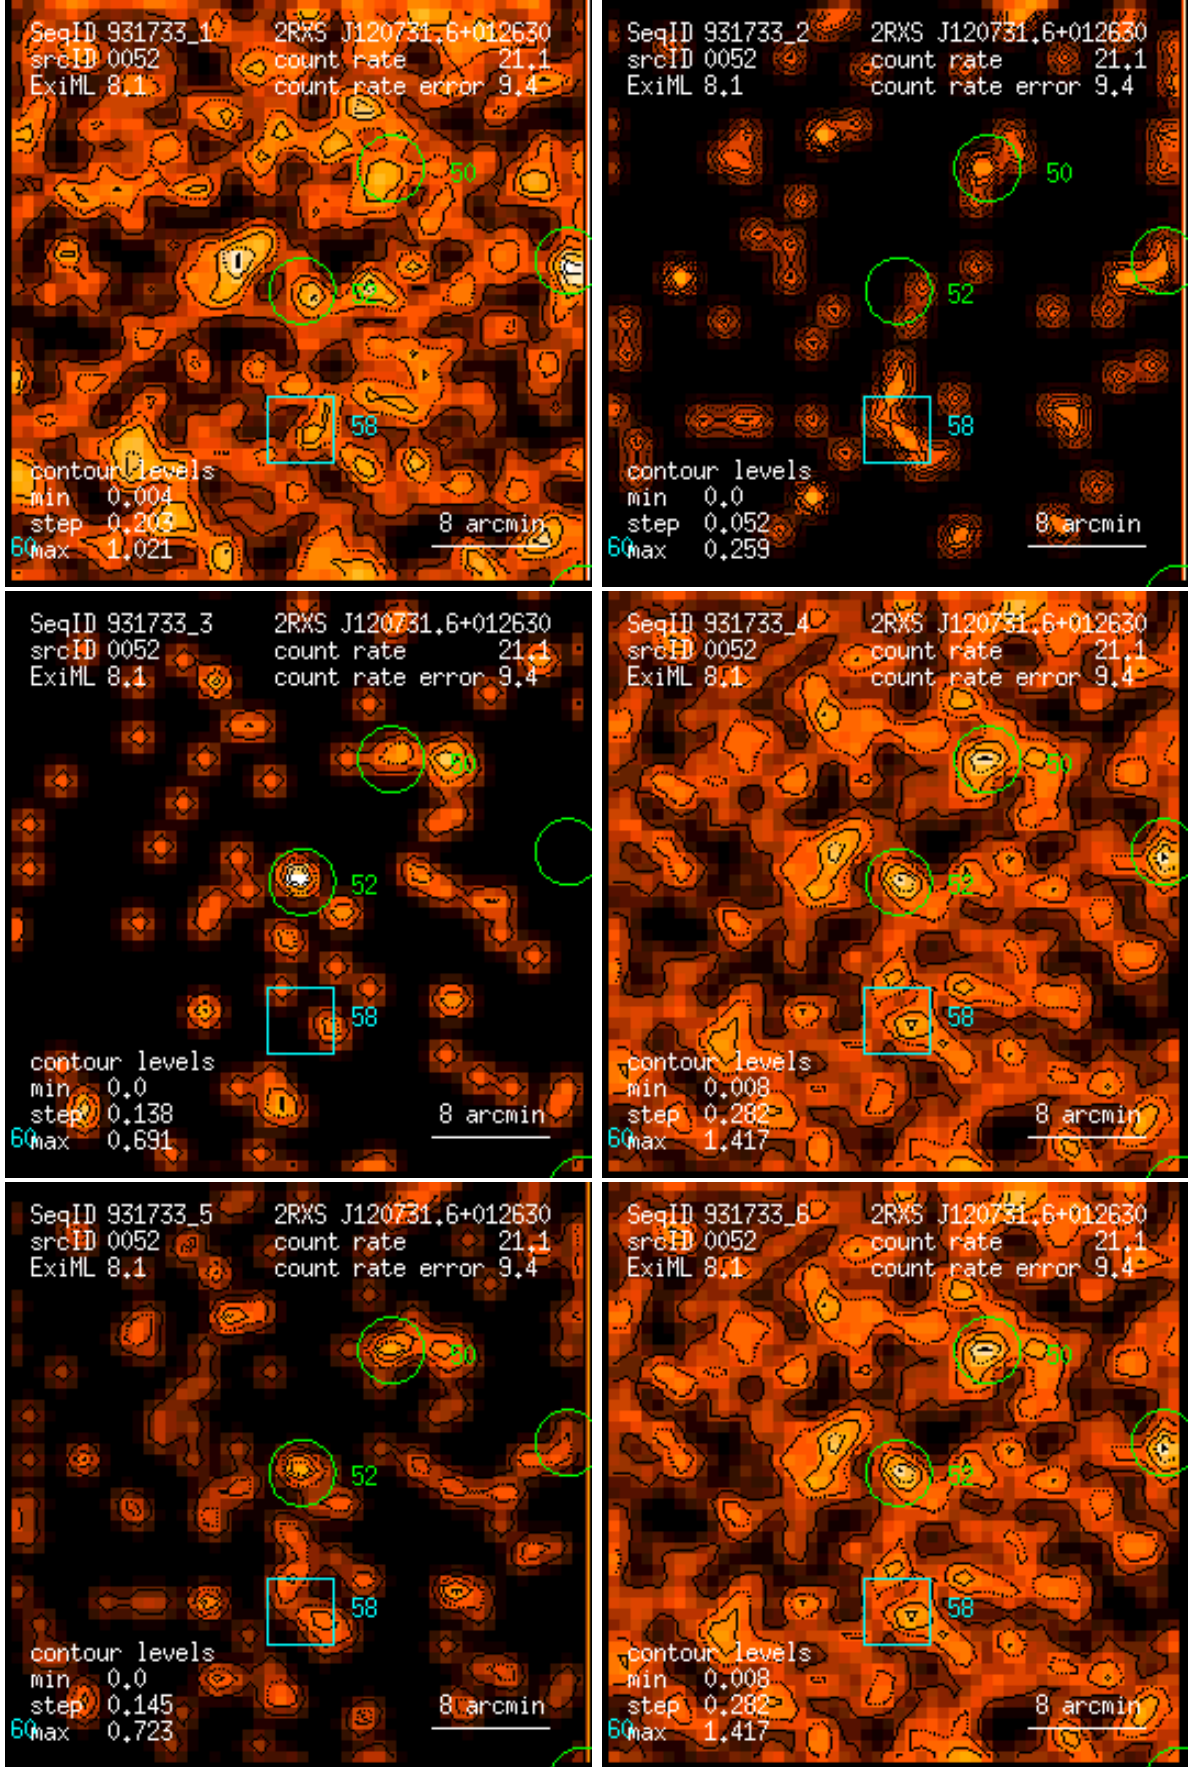 SeqID 931733_1 2RXS J120731.6+012630
srcID 0052 count rate 21.1
ExiML 8.1 count rate error 9.4
50
52
58
contour levels
min 0.004
step 0.203
8 arcmin
60
max 1.021
SeqID 931733_2 2RXS J120731.6+012630
srcID 0052 count rate 21.1
ExiML 8.1 count rate error 9.4
50
52
58
contour levels
min 0.0
step 0.052
8 arcmin
60
max 0.259
SeqID 931733_3 2RXS J120731.6+012630
srcID 0052 count rate 21.1
ExiML 8.1 count rate error 9.4
50
52
58
contour levels
min 0.0
step 0.138
8 arcmin
60
max 0.691
SeqID 931733_4 2RXS J120731.6+012630
srcID 0052 count rate 21.1
ExiML 8.1 count rate error 9.4
50
52
58
contour levels
min 0.008
step 0.282
8 arcmin
60
max 1.417
SeqID 931733_5 2RXS J120731.6+012630
srcID 0052 count rate 21.1
ExiML 8.1 count rate error 9.4
50
52
58
contour levels
min 0.0
step 0.145
8 arcmin
60
max 0.723
SeqID 931733_6 2RXS J120731.6+012630
srcID 0052 count rate 21.1
ExiML 8.1 count rate error 9.4
50
52
58
contour levels
min 0.008
step 0.282
8 arcmin
60
max 1.417